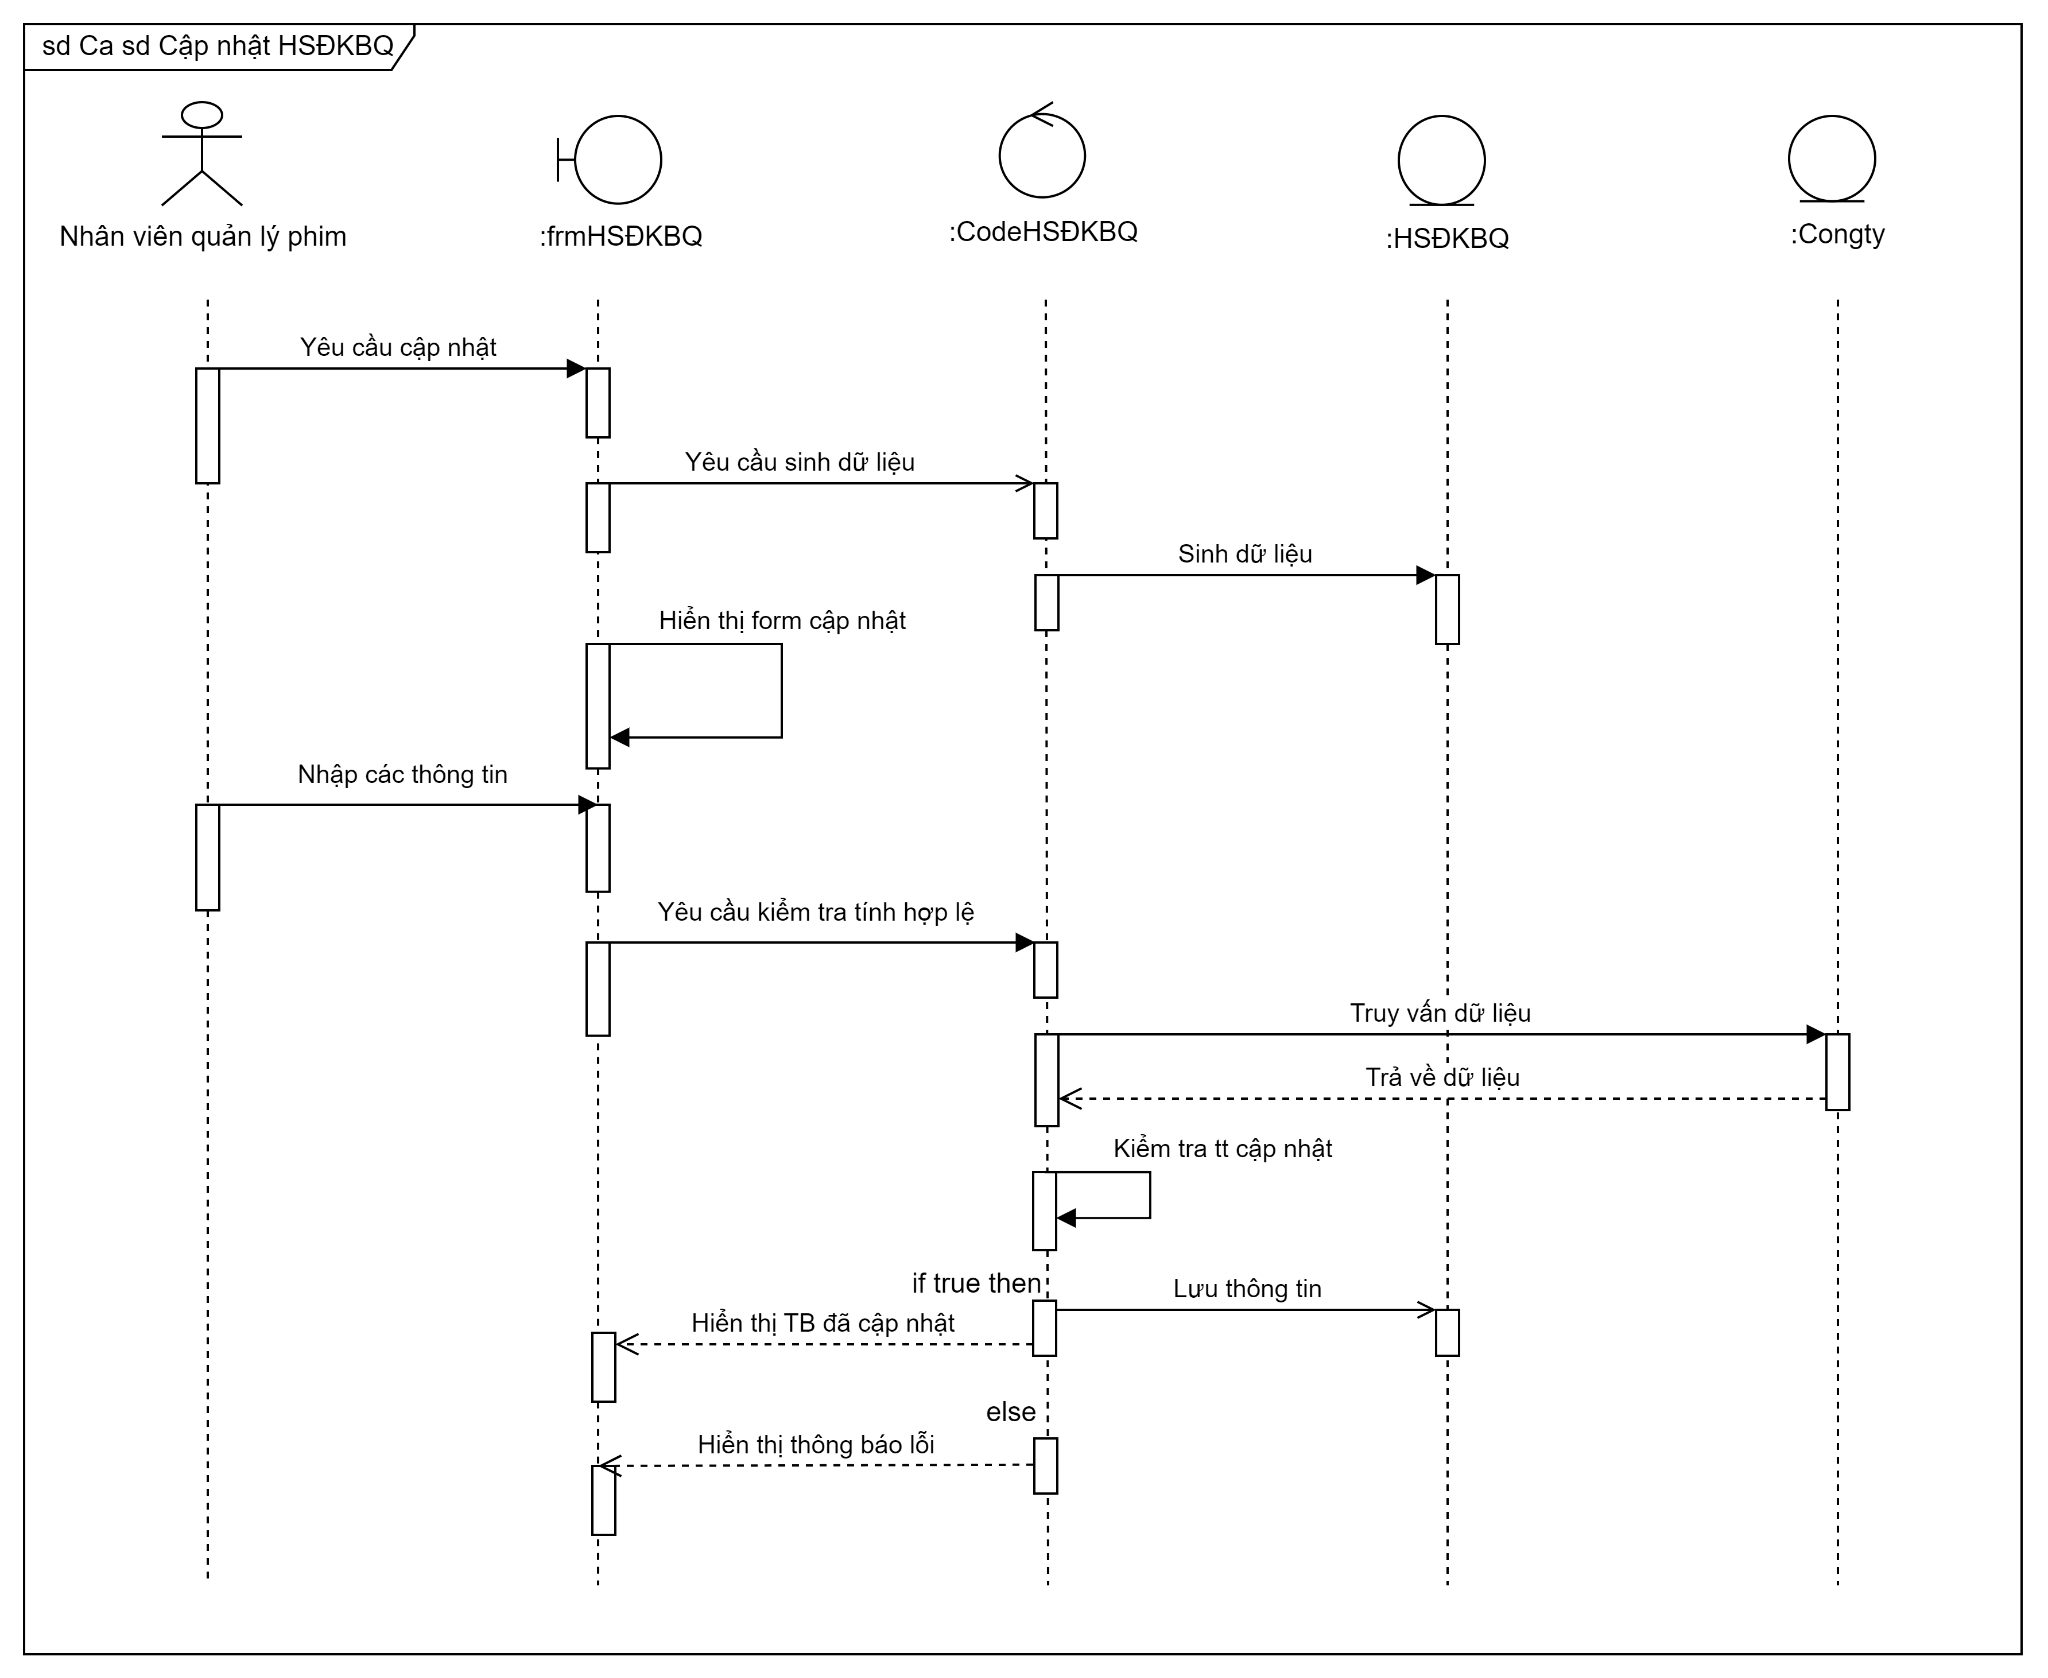 sd Ca sd Cập nhật HSĐKBQ
Nhân viên quản lý phim
:frmHSĐKBQ
:CodeHSĐKBQ
:HSĐKBQ
:Congty
Yêu cầu cập nhật
Yêu cầu sinh dữ liệu
Sinh dữ liệu
Hiển thị form cập nhật
Nhập các thông tin
Yêu cầu kiểm tra tính hợp lệ
Truy vấn dữ liệu
Trả về dữ liệu
Kiểm tra tt cập nhật
if true then
Lưu thông tin
Hiển thị TB đã cập nhật
else
Hiển thị thông báo lỗi